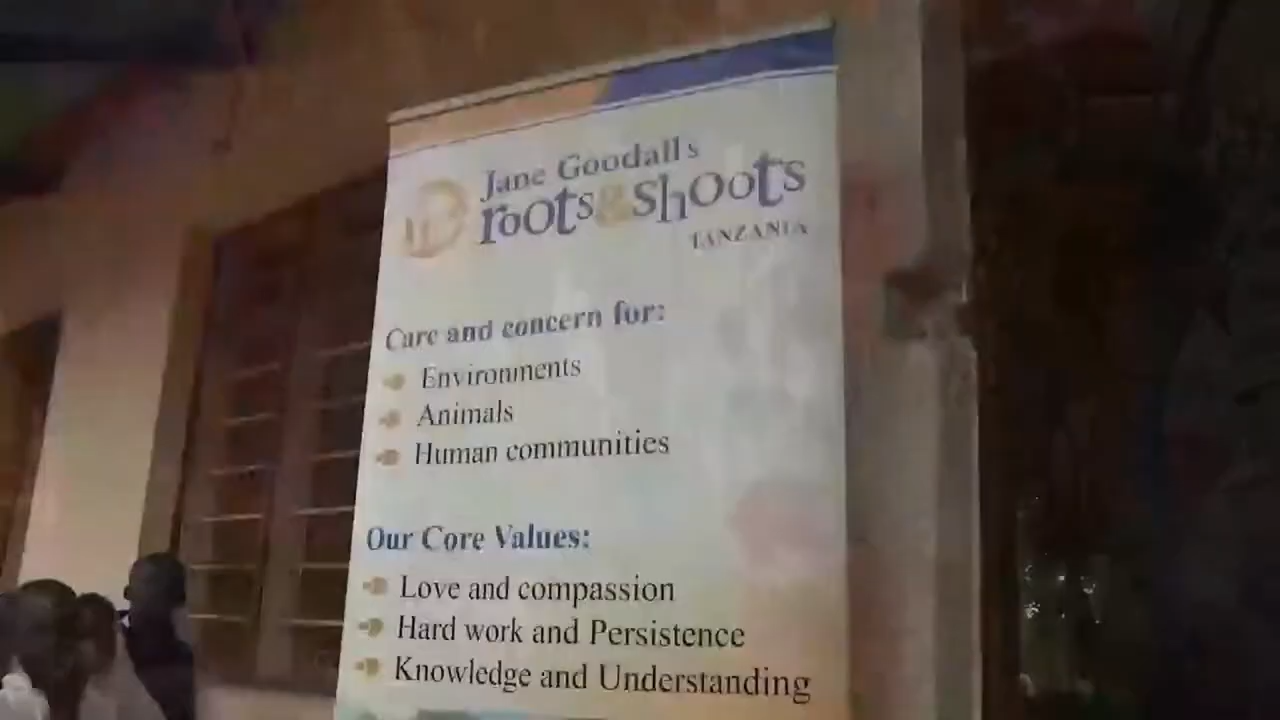 Jane Goodall's
roots & shoots
TANZANIA
Care and concern for:
Environments
Animals
Human communities
Our Core Values:
Love and compassion
Hard work and Persistence
Knowledge and Understanding